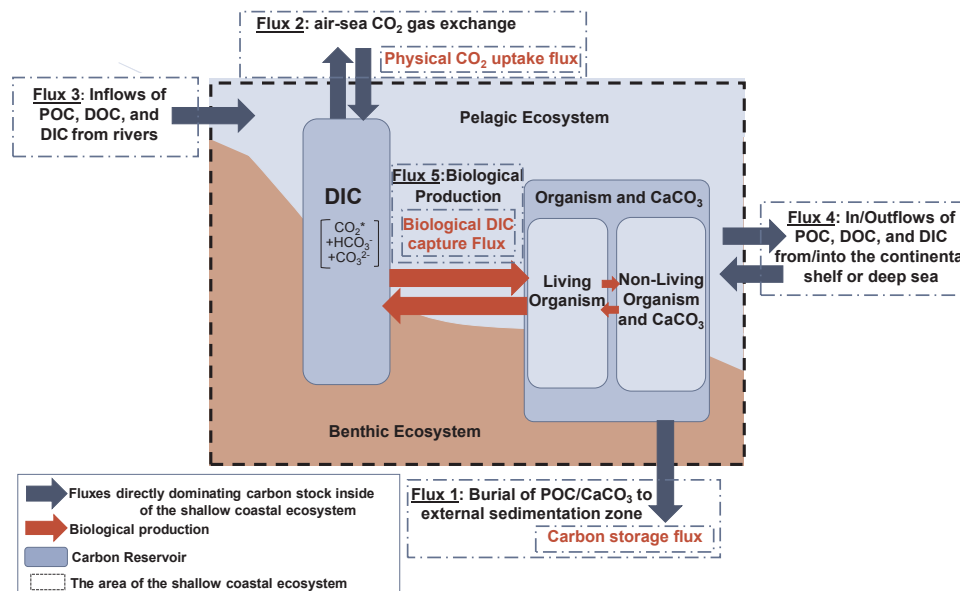 Flux 2: air-sea CO₂ gas exchange
Physical CO₂ uptake flux
Flux 3: Inflows of
POC, DOC, and
DIC from rivers
Pelagic Ecosystem
DIC
CO₂*
+HCO₃⁻
+CO₃²⁻
Flux 5:Biological
Production
Biological DIC
capture Flux
Organism and CaCO₃
Living
Organism
Non-Living
Organism
and CaCO₃
Flux 4: In/Outflows of
POC, DOC, and DIC
from/into the continenta
shelf or deep sea
Benthic Ecosystem
Flux 1: Burial of POC/CaCO₃ to
external sedimentation zone
Carbon storage flux
Fluxes directly dominating carbon stock inside
of the shallow coastal ecosystem
Biological production
Carbon Reservoir
The area of the shallow coastal ecosystem